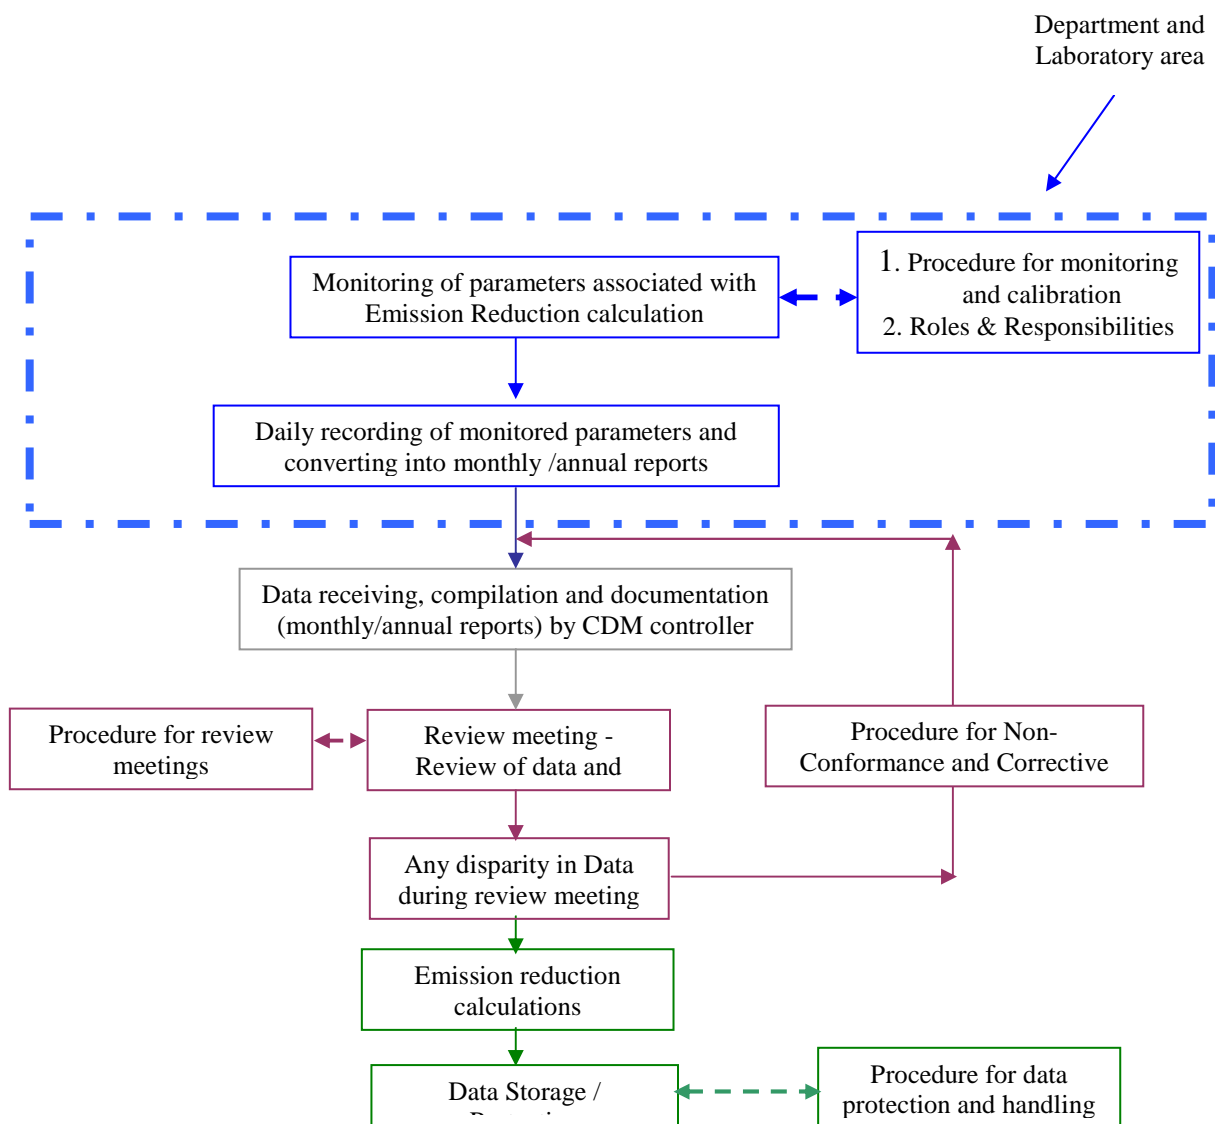 Department and
Laboratory area
Monitoring of parameters associated with
Emission Reduction calculation
1. Procedure for monitoring
and calibration
2. Roles & Responsibilities
Daily recording of monitored parameters and
converting into monthly /annual reports
Data receiving, compilation and documentation
(monthly/annual reports) by CDM controller
Procedure for review
meetings
Review meeting -
Review of data and
Procedure for Non-
Conformance and Corrective
Any disparity in Data
during review meeting
Emission reduction
calculations
Data Storage /
Procedure for data
protection and handling